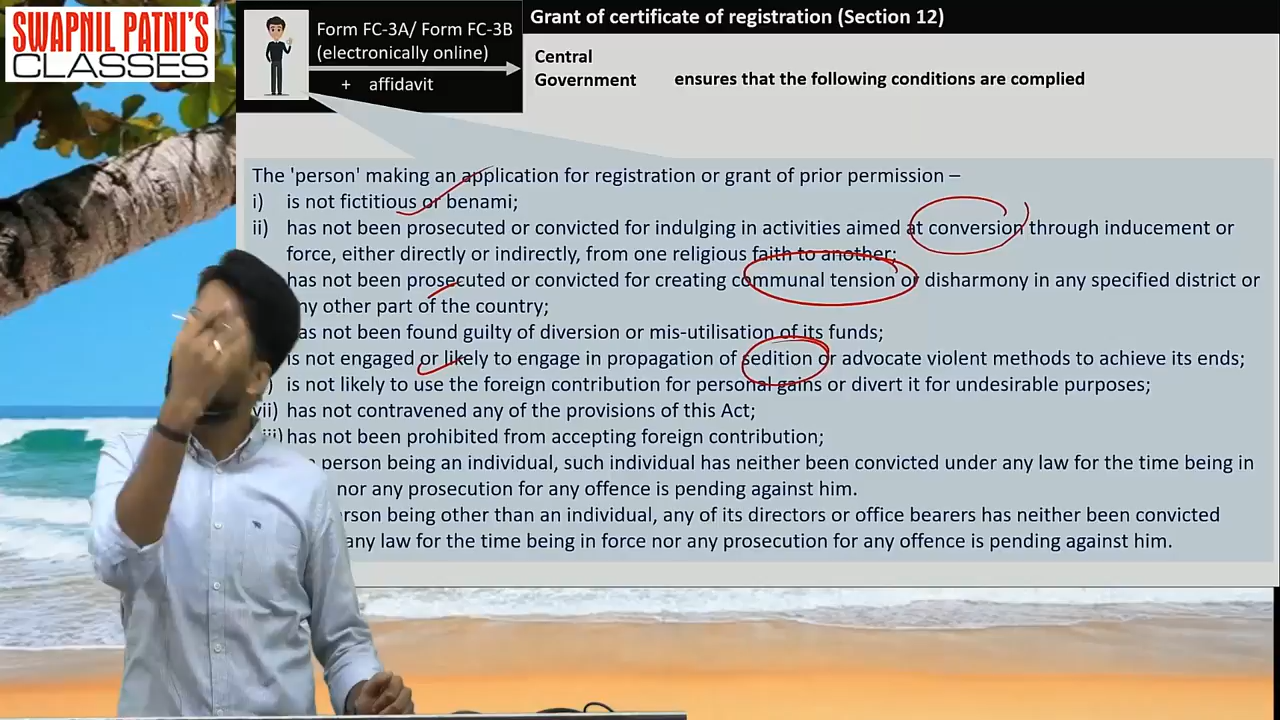 SWAPNIL PATNI'S
CLASSES
Form FC-3A/ Form FC-3B
(electronically online)
+ affidavit
Grant of certificate of registration (Section 12)
Central
Government
ensures that the following conditions are complied
The 'person' making an application for registration or grant of prior permission –
i) is not fictitious or benami;
ii) has not been prosecuted or convicted for indulging in activities aimed at conversion through inducement or
force, either directly or indirectly, from one religious faith to another;
has not been prosecuted or convicted for creating communal tension or disharmony in any specified district or
other part of the country;
has not been found guilty of diversion or mis-utilisation of its funds;
is not engaged or likely to engage in propagation of sedition or advocate violent methods to achieve its ends;
is not likely to use the foreign contribution for personal gains or divert it for undesirable purposes;
vii) has not contravened any of the provisions of this Act;
has not been prohibited from accepting foreign contribution;
person being an individual, such individual has neither been convicted under any law for the time being in
nor any prosecution for any offence is pending against him.
being other than an individual, any of its directors or office bearers has neither been convicted
any law for the time being in force nor any prosecution for any offence is pending against him.